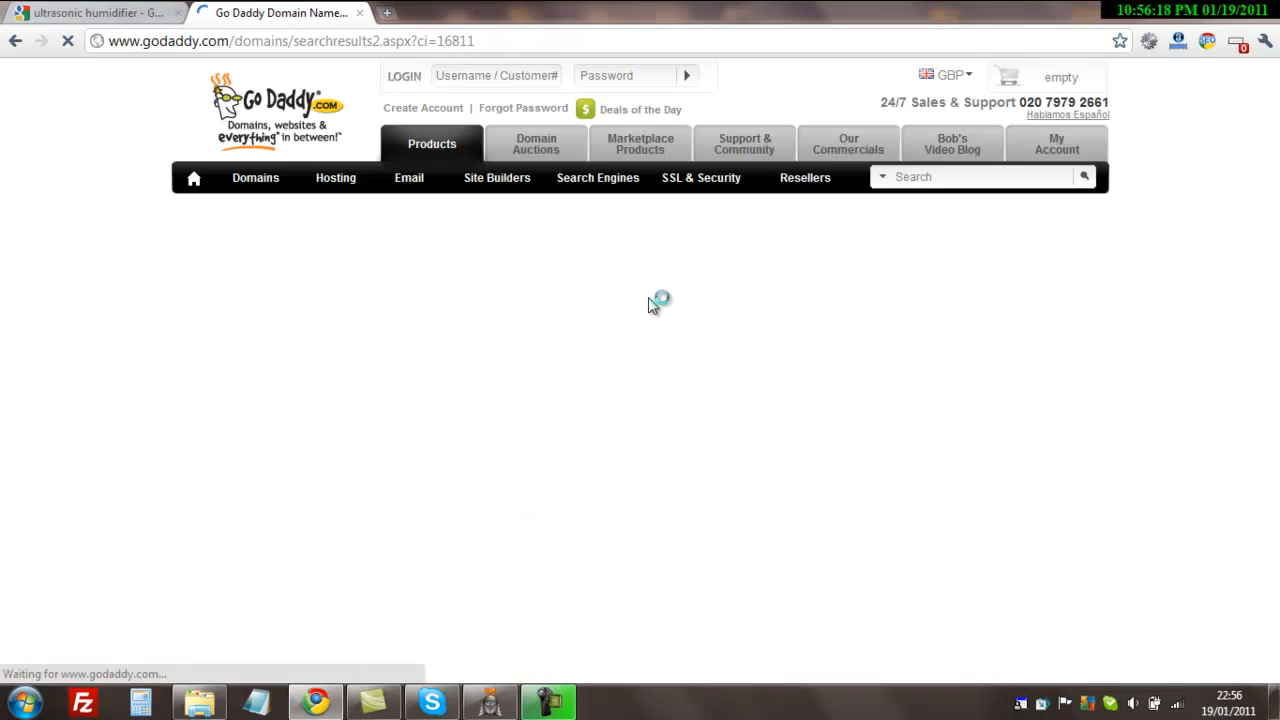 ultrasonic humidifier - G...
Go Daddy Domain Name...
10:56:18 PM 01/19/2011
www.godaddy.com/domains/searchresults2.aspx?ci=16811
0
Go Daddy .COM
Domains, websites &
everything* in between!"
LOGIN Username / Customer# Password
Create Account | Forgot Password $ Deals of the Day
GBP
empty
24/7 Sales & Support 020 7979 2661
Hablamos Español
Products
Domain
Auctions
Marketplace
Products
Support &
Community
Our
Commercials
Bob's
Video Blog
My
Account
Domains Hosting Email Site Builders Search Engines SSL & Security Resellers Search
Waiting for www.godaddy.com...
Fz
S
22:56
19/01/2011